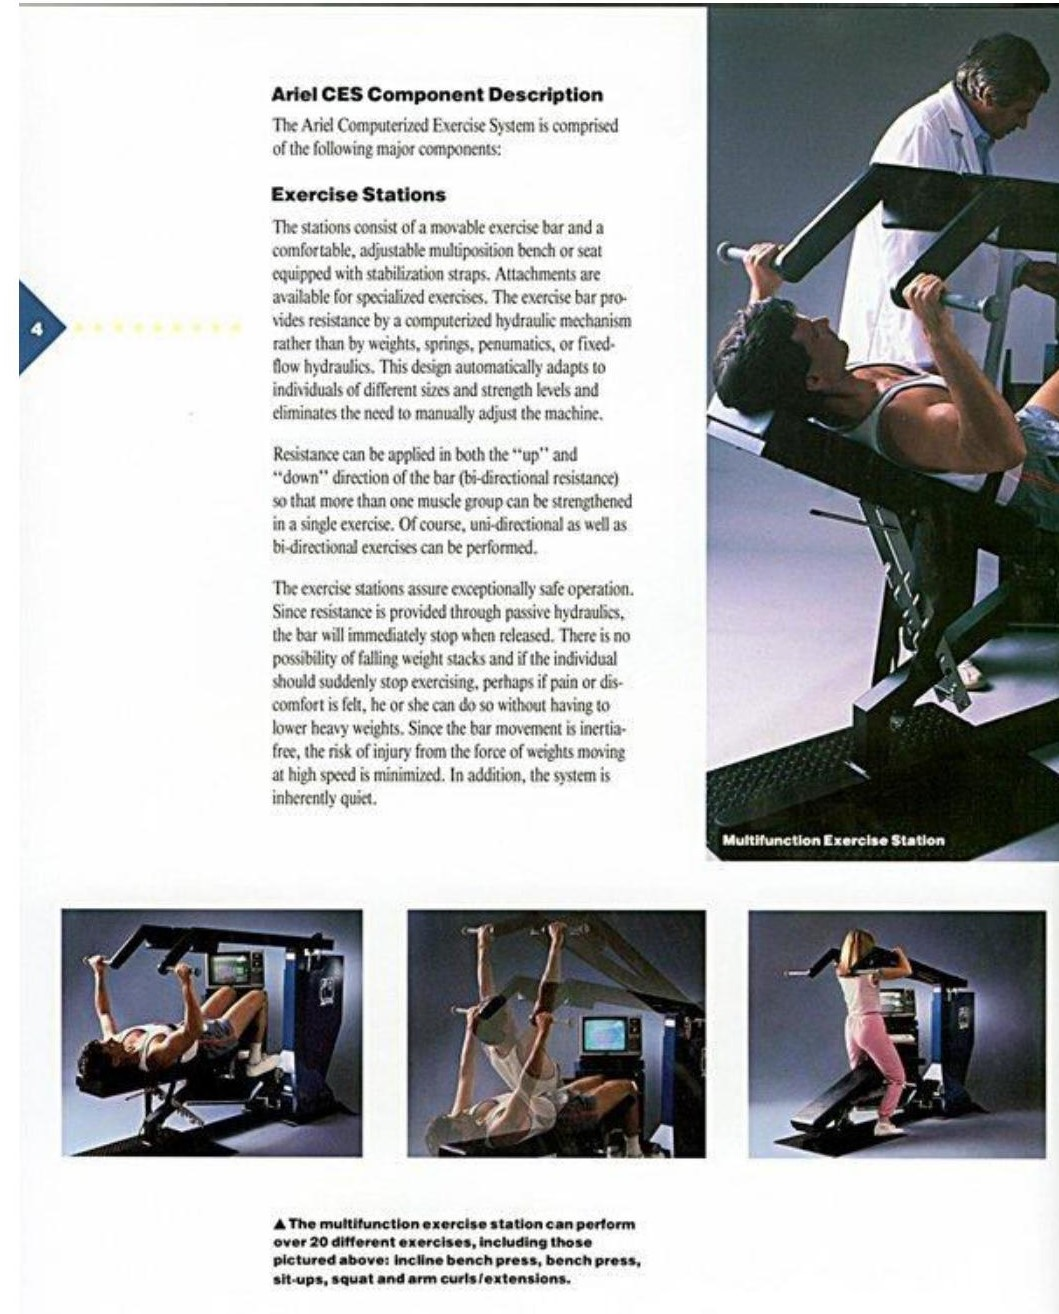 Ariel CES Component Description
The Ariel Computerized Exercise System is comprised
of the following major components:
Exercise Stations
The stations consist of a movable exercise bar and a
comfortable, adjustable multiposition bench or seat
equipped with stabilization straps. Attachments are
available for specialized exercises. The exercise bar pro-
vides resistance by a computerized hydraulic mechanism
rather than by weights, springs, penumatics, or fixed-
flow hydraulics. This design automatically adapts to
individuals of different sizes and strength levels and
eliminates the need to manually adjust the machine.
Resistance can be applied in both the “up” and
“down” direction of the bar (bi-directional resistance)
so that more than one muscle group can be strengthened
in a single exercise. Of course, uni-directional as well as
bi-directional exercises can be performed.
The exercise stations assure exceptionally safe operation.
Since resistance is provided through passive hydraulics,
the bar will immediately stop when released. There is no
possibility of falling weight stacks and if the individual
should suddenly stop exercising, perhaps if pain or dis-
comfort is felt, he or she can do so without having to
lower heavy weights. Since the bar movement is inertia-
free, the risk of injury from the force of weights moving
at high speed is minimized. In addition, the system is
inherently quiet.
4
Multifunction Exercise Station
▲ The multifunction exercise station can perform
over 20 different exercises, including those
pictured above: incline bench press, bench press,
sit-ups, squat and arm curls/extensions.